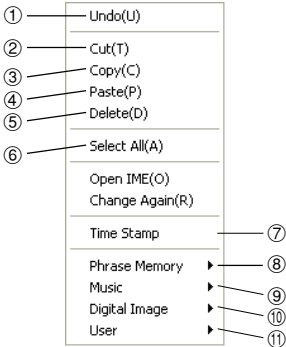 ① Undo(U)
② Cut(T)
③ Copy(C)
④ Paste(P)
⑤ Delete(D)
⑥ Select All(A)
Open IME(O)
Change Again(R)
Time Stamp ⑦
Phrase Memory ⑧
Music ⑨
Digital Image ⑩
User ⑪